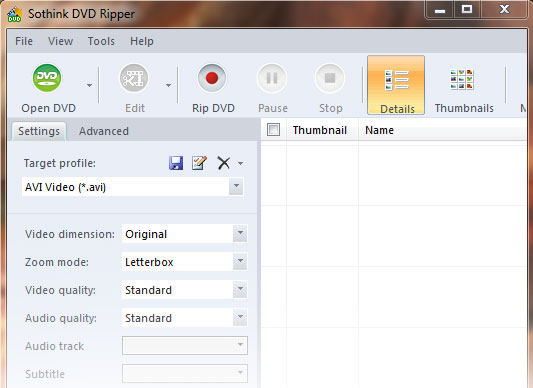 Sothink DVD Ripper
File View Tools Help
DVD
Open DVD Edit Rip DVD Pause Stop Details Thumbnails
Settings Advanced
Thumbnail Name
Target profile:
AVI Video (*.avi)
Video dimension: Original
Zoom mode: Letterbox
Video quality: Standard
Audio quality: Standard
Audio track
Subtitle